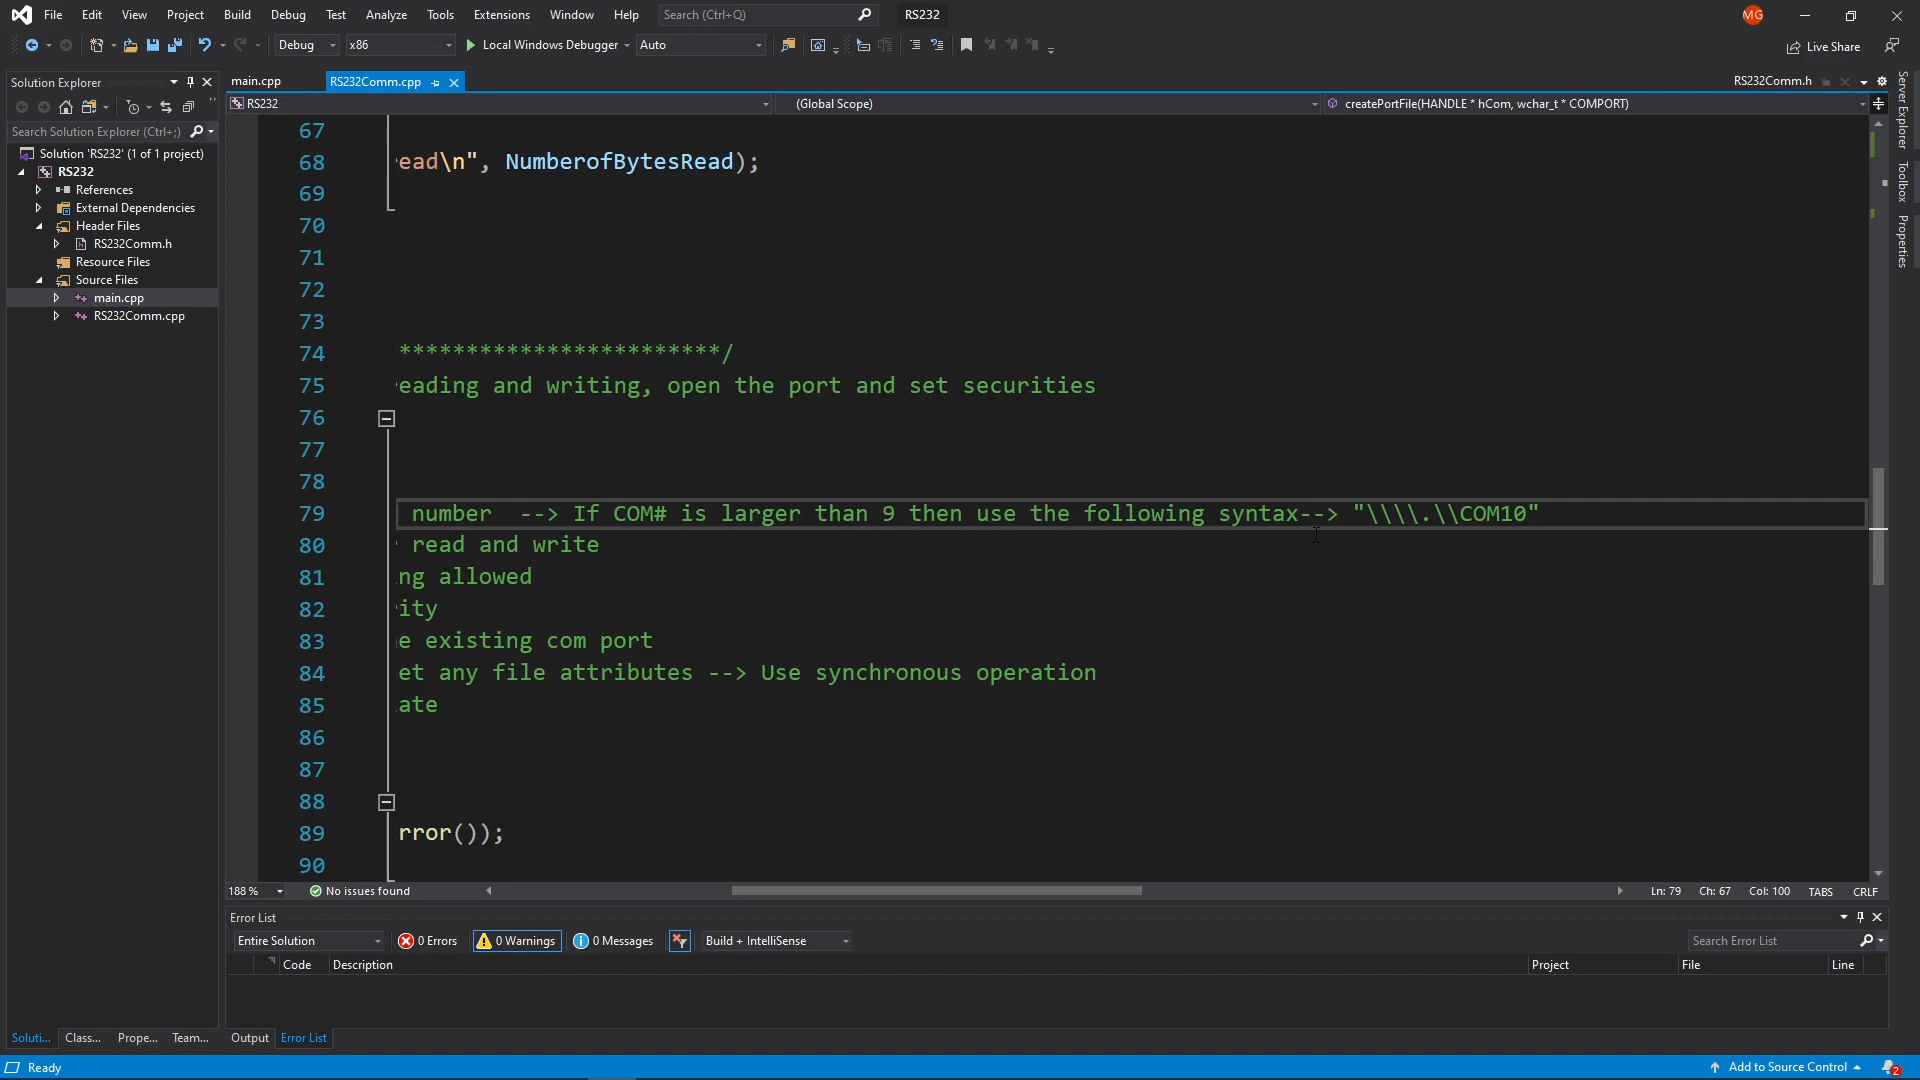 File Edit View Project Build Debug Test Analyze Tools Extensions Window Help Search (Ctrl+Q) RS232 MG
Debug x86 Local Windows Debugger Auto Live Share
Solution Explorer
main.cpp RS232Comm.cpp RS232Comm.h
RS232 (Global Scope) createPortFile(HANDLE * hCom, wchar_t * COMPORT)
Search Solution Explorer (Ctrl+;)
Solution 'RS232' (1 of 1 project)
RS232
References
External Dependencies
Header Files
RS232Comm.h
Resource Files
Source Files
main.cpp
RS232Comm.cpp
67
68 ead\n", NumberofBytesRead);
69
70
71
72
73
74 ************************/
75 eading and writing, open the port and set securities
76
77
78
79 number --> If COM# is larger than 9 then use the following syntax--> "\\\\.\\COM10"
80 read and write
81 ng allowed
82 ity
83 e existing com port
84 et any file attributes --> Use synchronous operation
85 ate
86
87
88
89 rror());
90
188 % No issues found Ln: 79 Ch: 67 Col: 100 TABS CRLF
Error List
Entire Solution 0 Errors 0 Warnings 0 Messages Build + IntelliSense Search Error List
Code Description Project File Line
Soluti... Class... Prope... Team... Output Error List
Ready Add to Source Control 2
Server Explorer
Toolbox
Properties